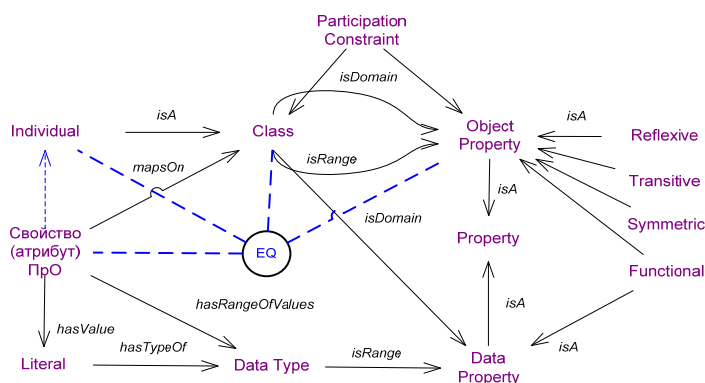 Participation
Constraint
isDomain
isA
Individual
Class
Object
Property
isA
Reflexive
mapsOn
isRange
Transitive
isA
isDomain
Symmetric
Свойство
(атрибут)
ПрО
EQ
Property
Functional
hasRangeOfValues
isA
hasValue
hasTypeOf
isRange
isA
Literal
Data Type
Data
Property